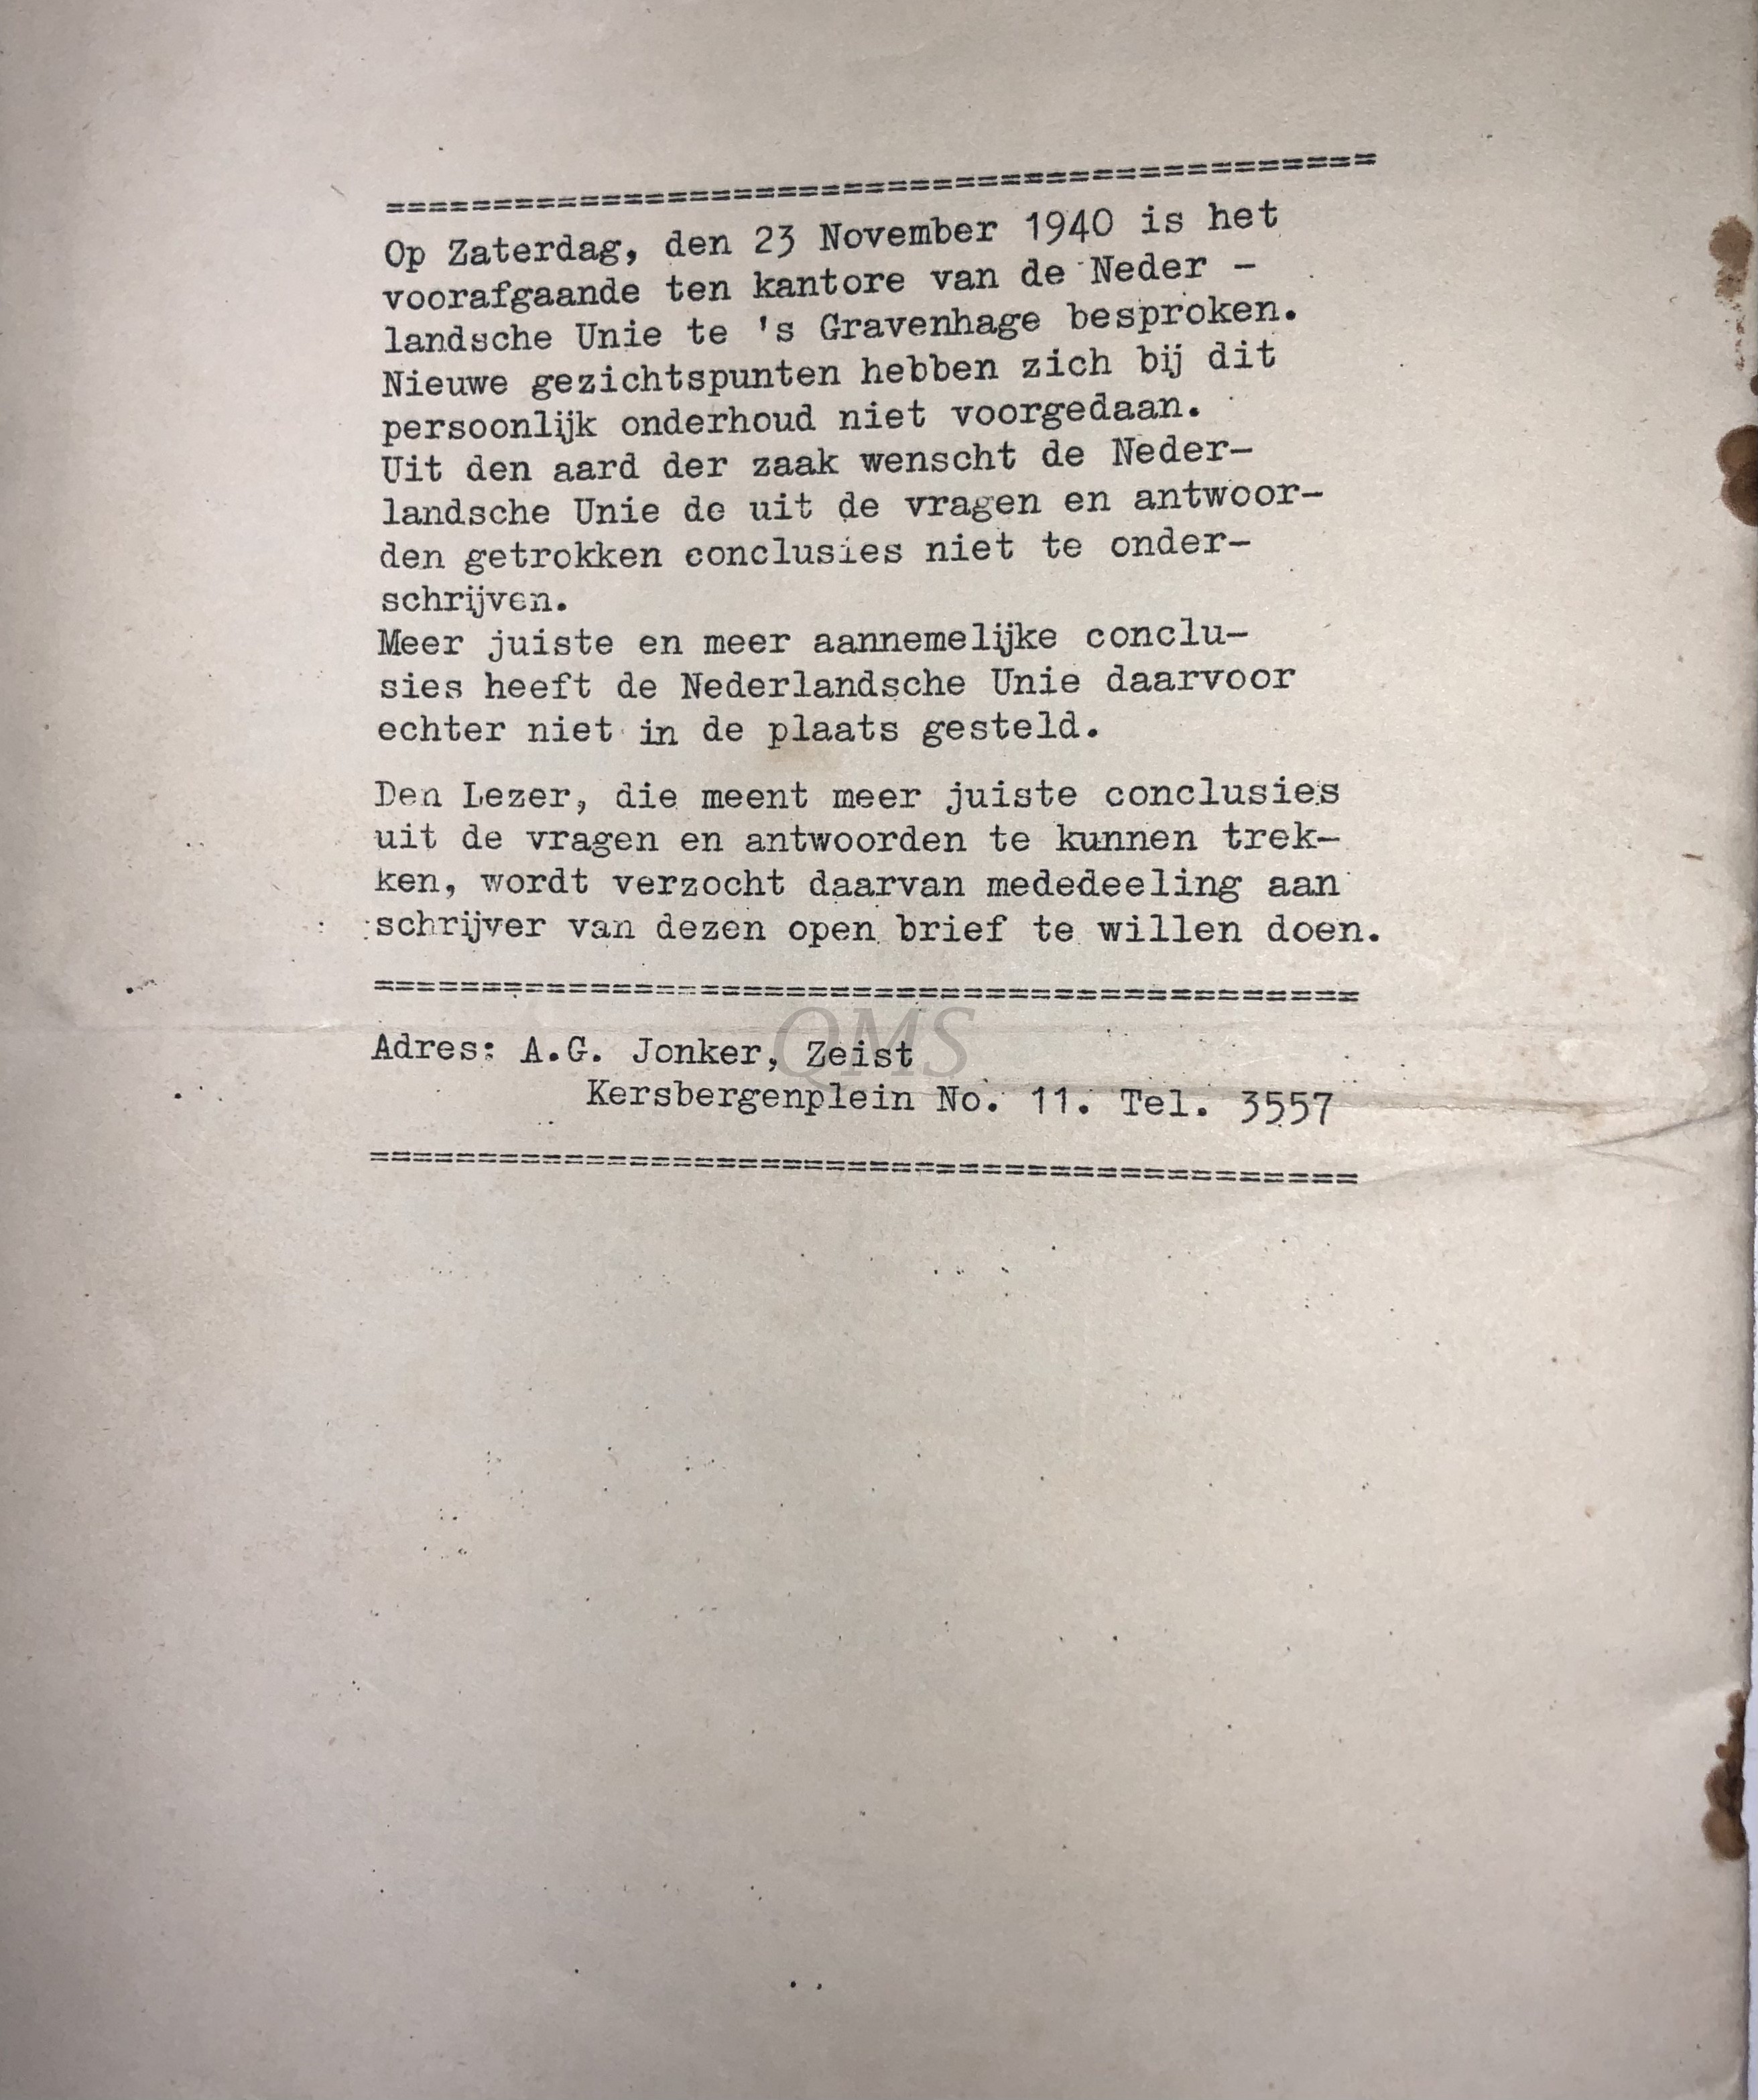 ==============================================
Op Zaterdag, den 23 November 1940 is het
voorafgaande ten kantore van de Neder -
landsche Unie te 's Gravenhage besproken.
Nieuwe gezichtspunten hebben zich bij dit
persoonlijk onderhoud niet voorgedaan.
Uit den aard der zaak wenscht de Neder-
landsche Unie de uit de vragen en antwoor-
den getrokken conclusies niet te onder-
schrijven.
Meer juiste en meer aannemelijke conclu-
sies heeft de Nederlandsche Unie daarvoor
echter niet in de plaats gesteld.
Den Lezer, die meent meer juiste conclusies
uit de vragen en antwoorden te kunnen trek-
ken, wordt verzocht daarvan mededeeling aan
schrijver van dezen open brief te willen doen.
==============================================
QMS
Adres: A.G. Jonker, Zeist
Kersbergenplein No. 11. Tel. 3557
==============================================